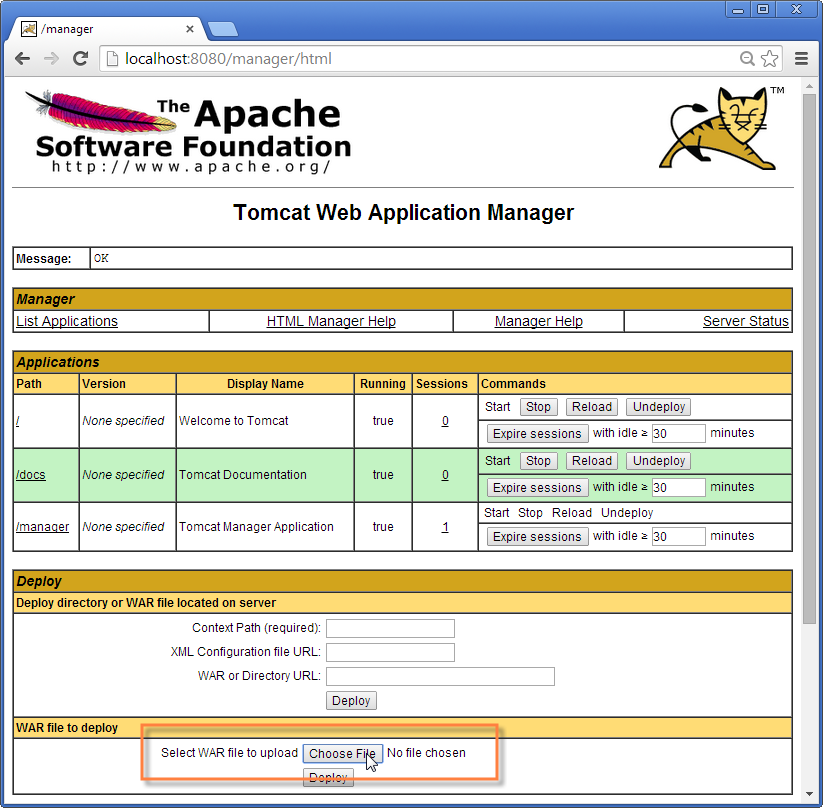 /manager
localhost:8080/manager/html
The Apache
Software Foundation
http://www.apache.org/
TM
Tomcat Web Application Manager
Message: OK
Manager
List Applications HTML Manager Help Manager Help Server Status
Applications
Path Version Display Name Running Sessions Commands
/ None specified Welcome to Tomcat true 0 Start Stop Reload Undeploy
Expire sessions with idle ≥ 30 minutes
/docs None specified Tomcat Documentation true 0 Start Stop Reload Undeploy
Expire sessions with idle ≥ 30 minutes
/manager None specified Tomcat Manager Application true 1 Start Stop Reload Undeploy
Expire sessions with idle ≥ 30 minutes
Deploy
Deploy directory or WAR file located on server
Context Path (required):
XML Configuration file URL:
WAR or Directory URL:
Deploy
WAR file to deploy
Select WAR file to upload Choose File No file chosen
Deploy